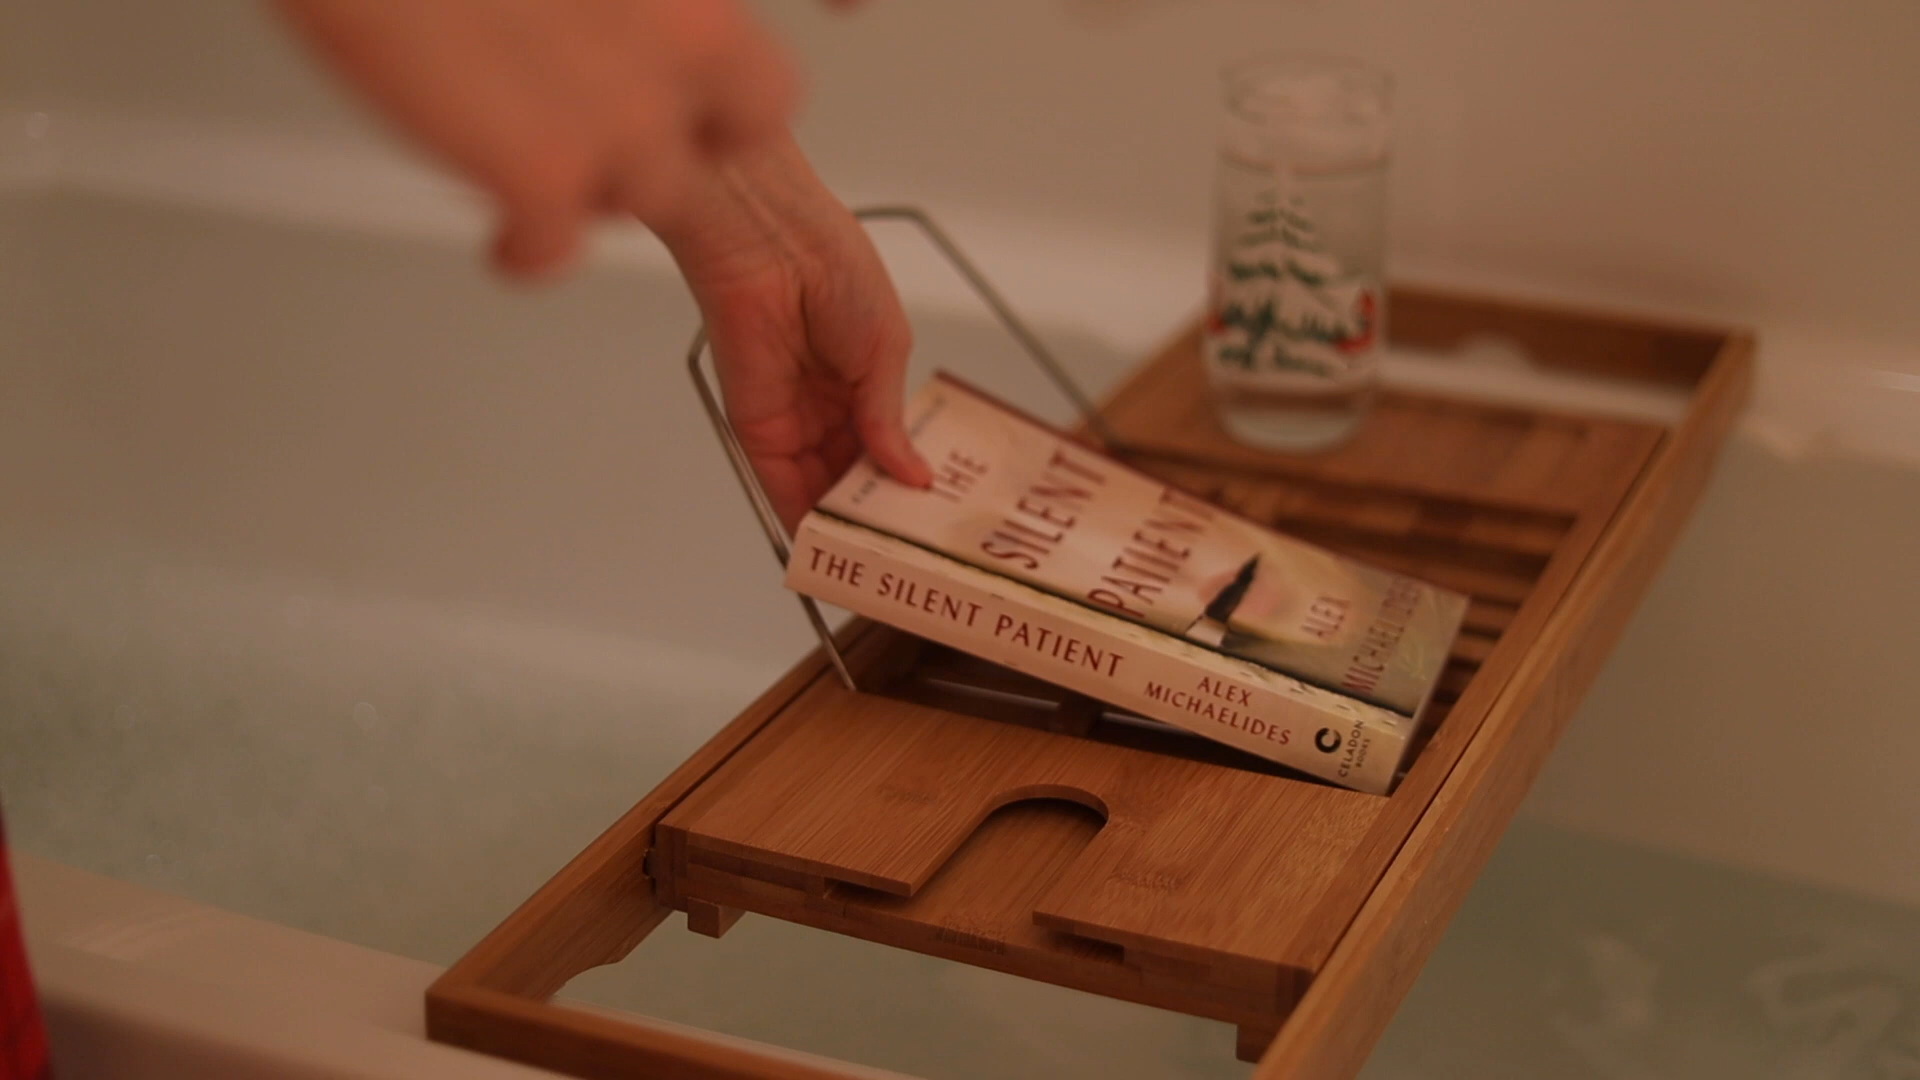 THE
SILENT
PATIENT
ALEX
MICHAELIDES
THE SILENT PATIENT
ALEX
MICHAELIDES
CELADON
BOOKS